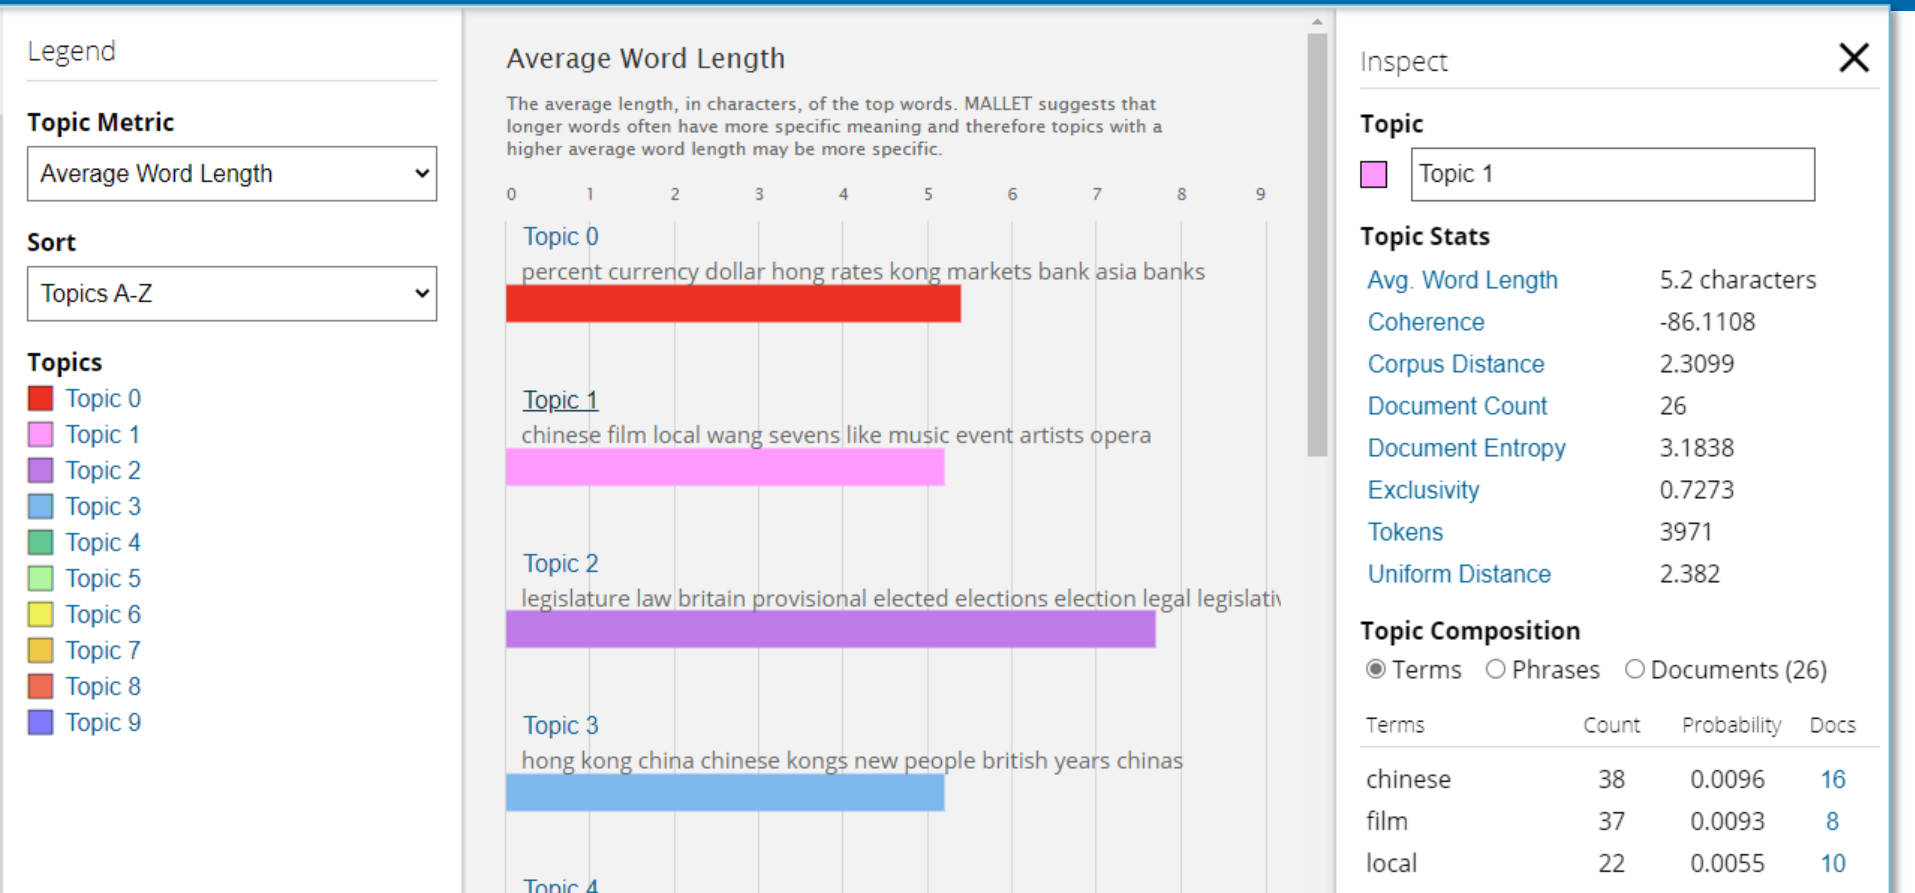 Legend
Topic Metric
Average Word Length
Sort
Topics A-Z
Topics
Topic 0
Topic 1
Topic 2
Topic 3
Topic 4
Topic 5
Topic 6
Topic 7
Topic 8
Topic 9
Average Word Length
The average length, in characters, of the top words. MALLET suggests that
longer words often have more specific meaning and therefore topics with a
higher average word length may be more specific.
0 1 2 3 4 5 6 7 8 9
Topic 0
percent currency dollar hong rates kong markets bank asia banks
Topic 1
chinese film local wang sevens like music event artists opera
Topic 2
legislature law britain provisional elected elections election legal
Topic 3
hong kong china chinese kongs new people british years chinas
Topic 4
Inspect
Topic
Topic 1
Topic Stats
Avg. Word Length 5.2 characters
Coherence -86.1108
Corpus Distance 2.3099
Document Count 26
Document Entropy 3.1838
Exclusivity 0.7273
Tokens 3971
Uniform Distance 2.382
Topic Composition
Terms Phrases Documents (26)
Terms Count Probability Docs
chinese 38 0.0096 16
film 37 0.0093 8
local 22 0.0055 10